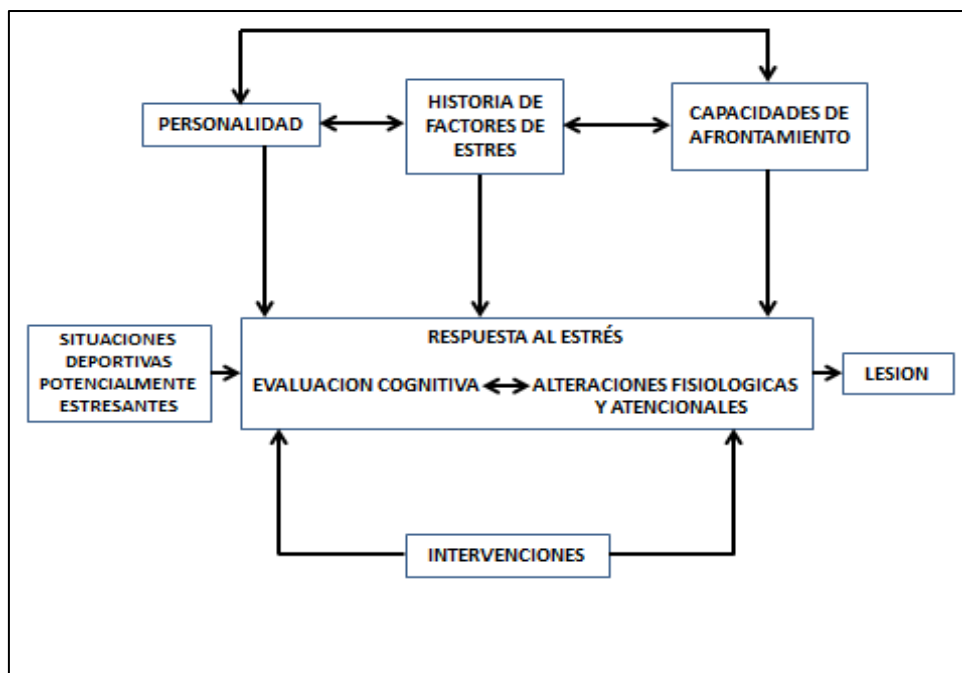 PERSONALIDAD
HISTORIA DE
FACTORES DE
ESTRES
CAPACIDADES DE
AFRONTAMIENTO
SITUACIONES
DEPORTIVAS
POTENCIALMENTE
ESTRESANTES
RESPUESTA AL ESTRÉS
EVALUACION COGNITIVA
ALTERACIONES FISIOLOGICAS
Y ATENCIONALES
LESION
INTERVENCIONES